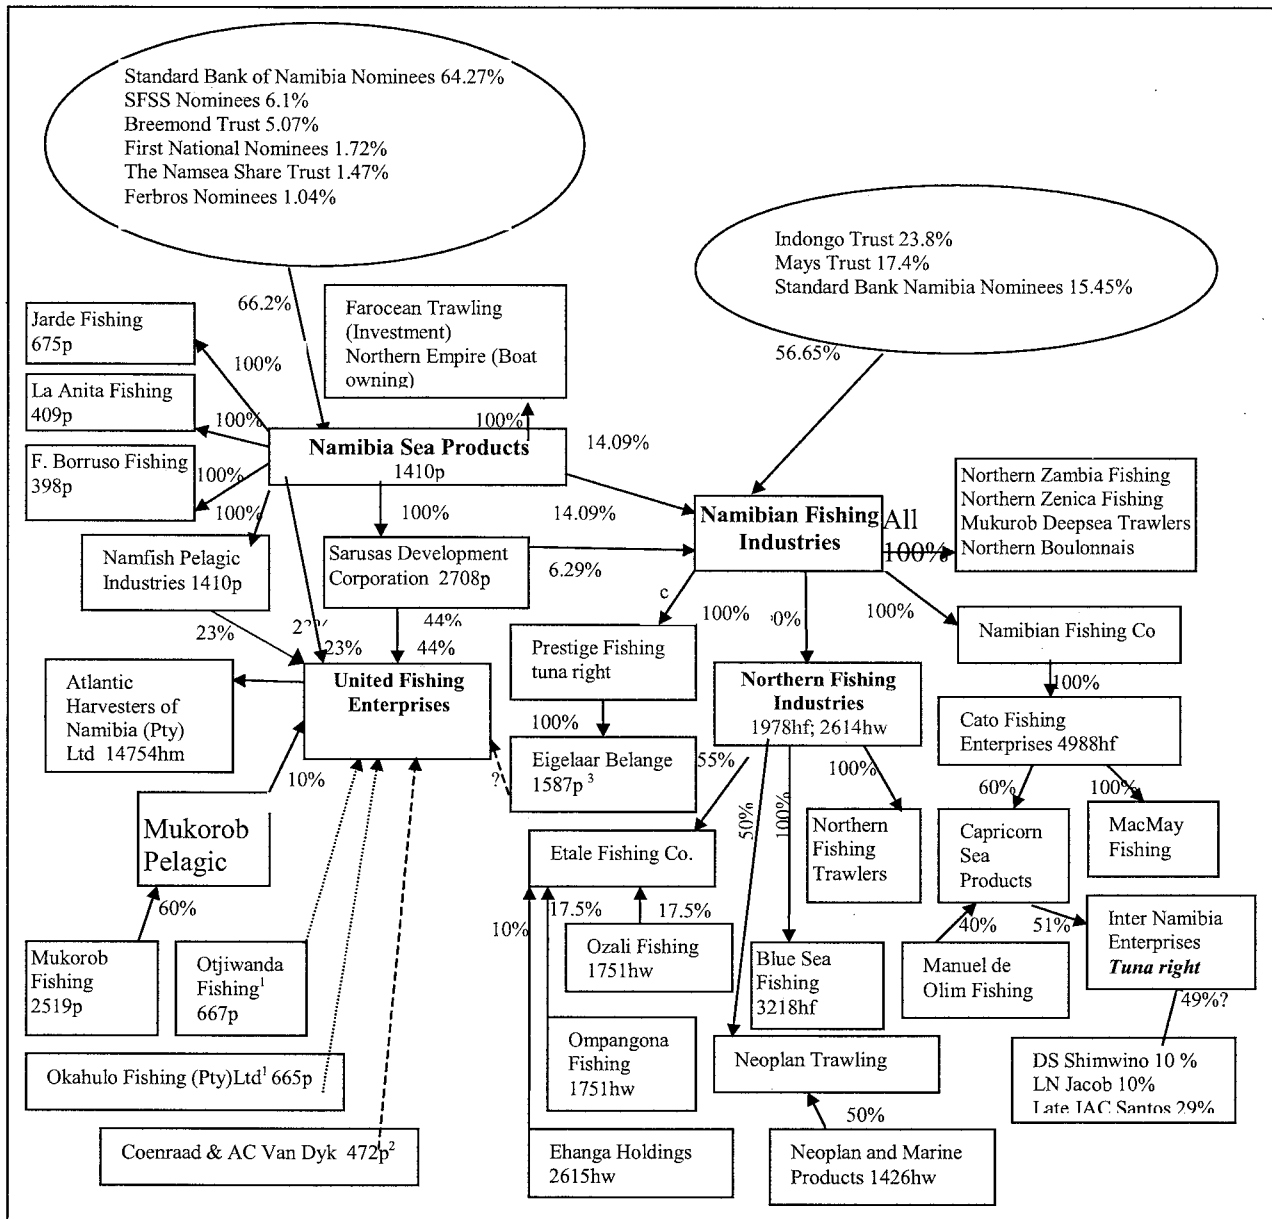 Standard Bank of Namibia Nominees 64.27%
SFSS Nominees 6.1%
Breemond Trust 5.07%
First National Nominees 1.72%
The Namsea Share Trust 1.47%
Ferbros Nominees 1.04%
Indongo Trust 23.8%
Mays Trust 17.4%
Standard Bank Namibia Nominees 15.45%
66.2%
56.65%
Farocean Trawling
(Investment)
Northern Empire (Boat
owning)
Jarde Fishing
675p
100%
La Anita Fishing
409p
100%
100%
F. Borruso Fishing
398p
100%
Namibia Sea Products
1410p
14.09%
100%
100%
14.09%
Namibian Fishing
Industries
All
100%
Northern Zambia Fishing
Northern Zenica Fishing
Mukurob Deepsea Trawlers
Northern Boulonnais
Namfish Pelagic
Industries 1410p
Sarusas Development
Corporation 2708p
6.29%
c
100%
0%
100%
23%
23%
44%
44%
Prestige Fishing
tuna right
Namibian Fishing Co
Atlantic
Harvesters of
Namibia (Pty)
Ltd 14754hm
United Fishing
Enterprises
Northern Fishing
Industries
1978hf; 2614hw
100%
100%
Cato Fishing
Enterprises 4988hf
10%
?
Eigelaar Belange
1587p 3
55%
50%
100%
100%
60%
100%
Mukorob
Pelagic
60%
Etale Fishing Co.
Northern
Fishing
Trawlers
Capricorn
Sea
Products
MacMay
Fishing
10%
17.5%
17.5%
40%
51%
Mukorob
Fishing
2519p
Otjiwanda
Fishing1
667p
Ozali Fishing
1751hw
Blue Sea
Fishing
3218hf
Manuel de
Olim Fishing
Inter Namibia
Enterprises
Tuna right
49%?
Okahulo Fishing (Pty)Ltd1 665p
Ompangona
Fishing
1751hw
Neoplan Trawling
DS Shimwino 10 %
LN Jacob 10%
Late JAC Santos 29%
50%
Coenraad & AC Van Dyk 472p2
Ehanga Holdings
2615hw
Neoplan and Marine
Products 1426hw